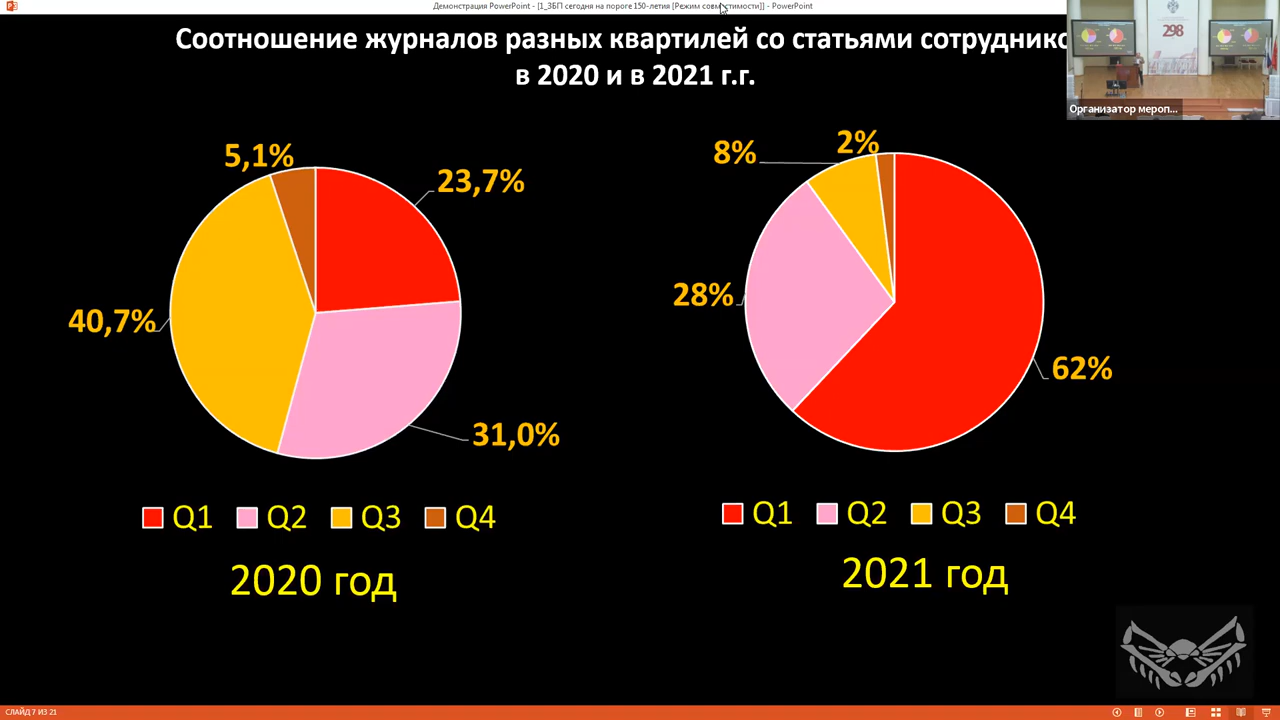 Демонстрация PowerPoint - [1_ЗБП сегодня на пороге 150-летия [Режим совместимости]] - PowerPoint
Соотношение журналов разных квартилей со статьями
в 2020 и в 2021 г.г.
298
Организатор мероп...
5,1%
23,7%
40,7%
31,0%
Q1 Q2 Q3 Q4
2020 год
8%
2%
28%
62%
Q1 Q2 Q3 Q4
2021 год
СЛАЙД 7 ИЗ 21